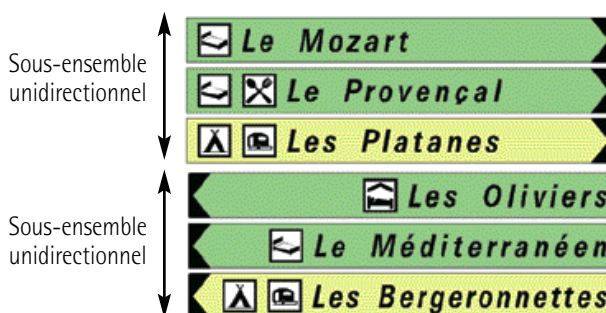 Sous-ensemble
unidirectionnel
Le Mozart
Le Provençal
Les Platanes
Sous-ensemble
unidirectionnel
Les Oliviers
Le Méditerranéen
Les Bergeronnettes